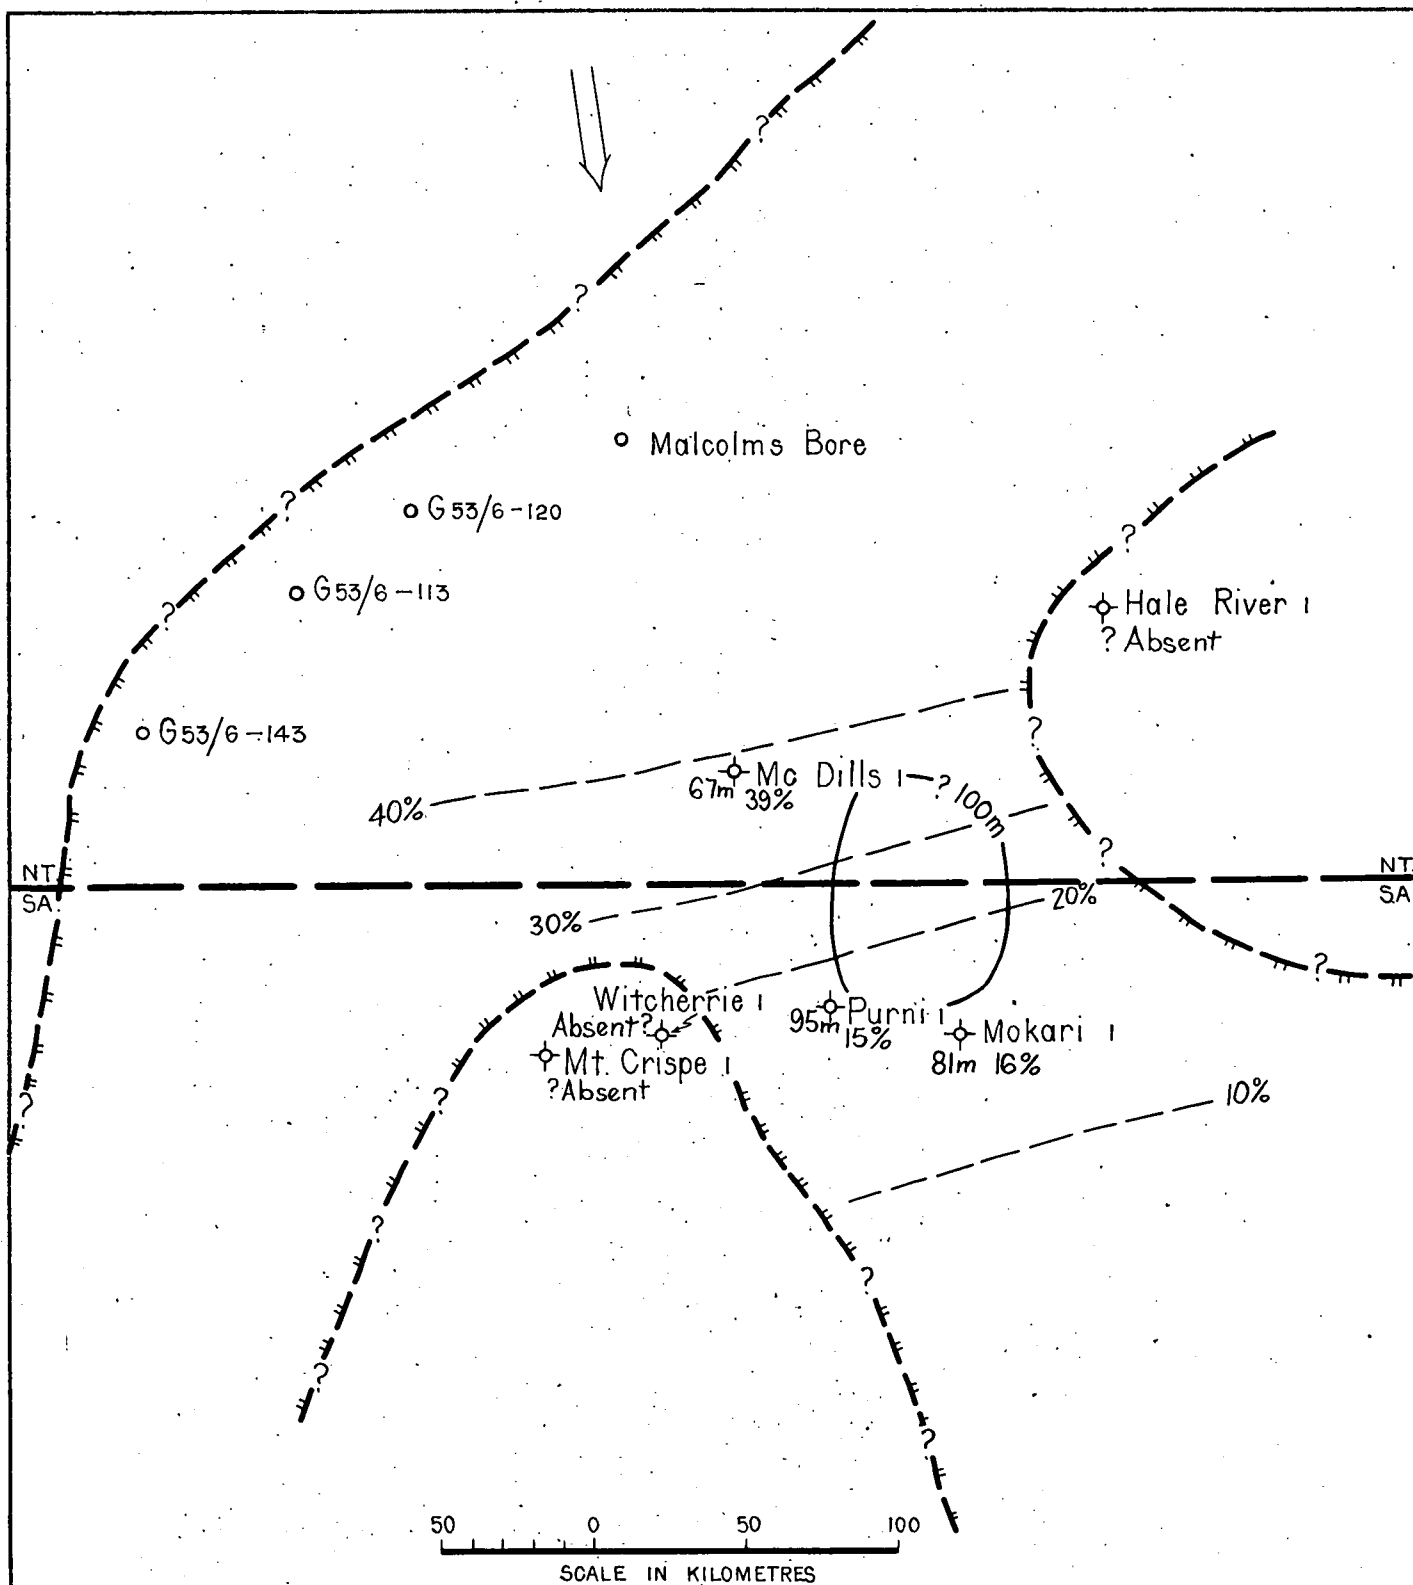 ?
?
Malcolms Bore
?
G53/6-120
?
G53/6-113
Hale River 1
? Absent
?
G53/6-143
?
Mc Dills 1
67m 39%
? 100m
40%
?
NT.
SA.
NT.
S.A
20%
30%
?
Witcherrie 1
Absent?
Purni 1
95m 15%
Mokari 1
81m 16%
Mt. Crispe 1
?Absent
?
?
10%
?
?
?
?
50 0 50 100
SCALE IN KILOMETRES